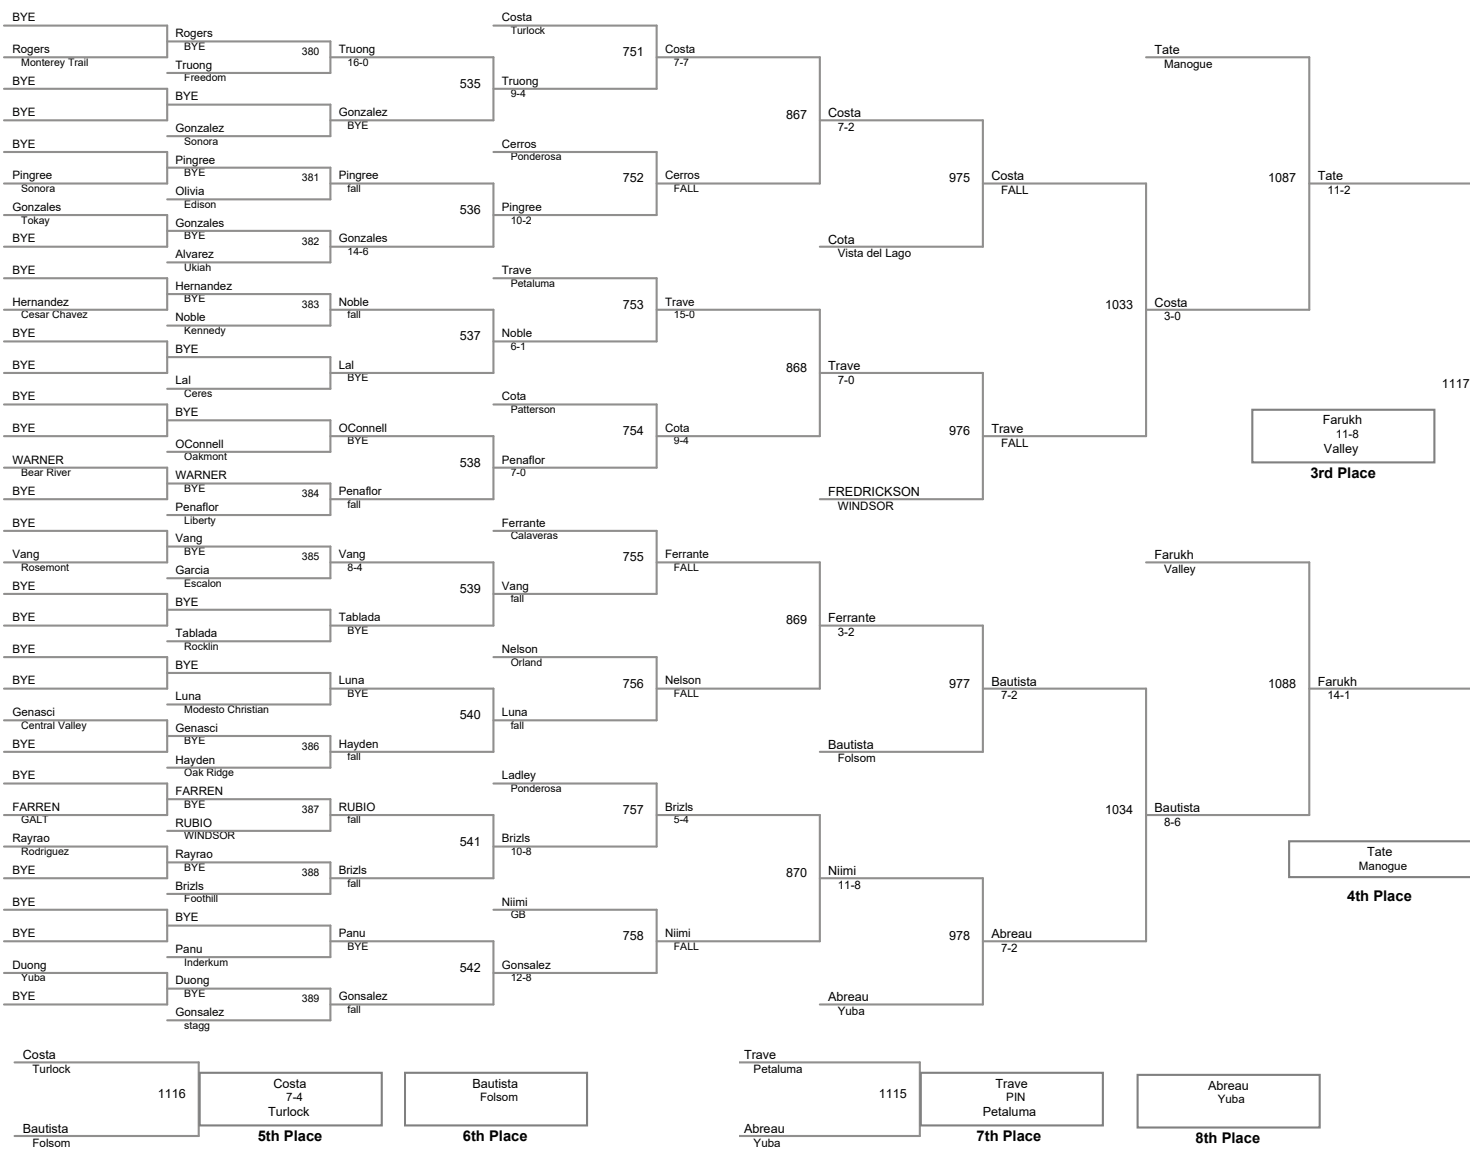 BYE
Rogers
Monterey Trail
BYE
BYE
BYE
Pingree
Sonora
Gonzales
Tokay
BYE
BYE
Hernandez
Cesar Chavez
BYE
BYE
BYE
BYE
WARNER
Bear River
BYE
BYE
Vang
Rosemont
BYE
BYE
BYE
BYE
Genasci
Central Valley
BYE
BYE
FARREN
GALT
Rayrao
Rodriguez
BYE
BYE
BYE
Duong
Yuba
BYE
Rogers
BYE
380
Truong
Freedom
BYE
Gonzalez
Sonora
Pingree
BYE
381
Olivia
Edison
Gonzales
BYE
382
Alvarez
Ukiah
Hernandez
BYE
383
Noble
Kennedy
BYE
Lal
Ceres
BYE
OConnell
Oakmont
WARNER
BYE
384
Penaflor
Liberty
Vang
BYE
385
Garcia
Escalon
BYE
Tablada
Rocklin
BYE
Luna
Modesto Christian
Genasci
BYE
386
Hayden
Oak Ridge
FARREN
BYE
387
RUBIO
WINDSOR
Rayrao
BYE
388
Brizls
Foothill
BYE
Panu
Inderkum
Duong
BYE
389
Gonsalez
stagg
Truong
16-0
535
Gonzalez
BYE
Pingree
fall
536
Gonzales
14-6
Noble
fall
537
Lal
BYE
OConnell
BYE
538
Penaflor
fall
Vang
8-4
539
Tablada
BYE
Luna
BYE
540
Hayden
fall
RUBIO
fall
541
Brizls
fall
Panu
BYE
542
Gonsalez
fall
Costa
Turlock
751
Truong
9-4
Cerros
Ponderosa
752
Pingree
10-2
Trave
Petaluma
753
Noble
6-1
Cota
Patterson
754
Penaflor
7-0
Ferrante
Calaveras
755
Vang
fall
Nelson
Orland
756
Luna
fall
Ladley
Ponderosa
757
Brizls
10-8
Niimi
GB
758
Gonsalez
12-8
Costa
7-7
867
Cerros
FALL
Trave
15-0
868
Cota
9-4
Ferrante
FALL
869
Nelson
FALL
Brizls
5-4
870
Niimi
FALL
Costa
7-2
975
Cota
Vista del Lago
Trave
7-0
976
FREDRICKSON
WINDSOR
Ferrante
3-2
977
Bautista
Folsom
Niimi
11-8
978
Abreau
Yuba
Costa
FALL
1033
Trave
FALL
Bautista
7-2
1034
Abreau
7-2
Tate
Manogue
1087
Costa
3-0
Farukh
Valley
1088
Bautista
8-6
Tate
11-2
1117
Farukh
11-8
Valley
3rd Place
Farukh
14-1
Tate
Manogue
4th Place
Costa
Turlock
1116
Bautista
Folsom
Costa
7-4
Turlock
5th Place
Bautista
Folsom
6th Place
Trave
Petaluma
1115
Abreau
Yuba
Trave
PIN
Petaluma
7th Place
Abreau
Yuba
8th Place